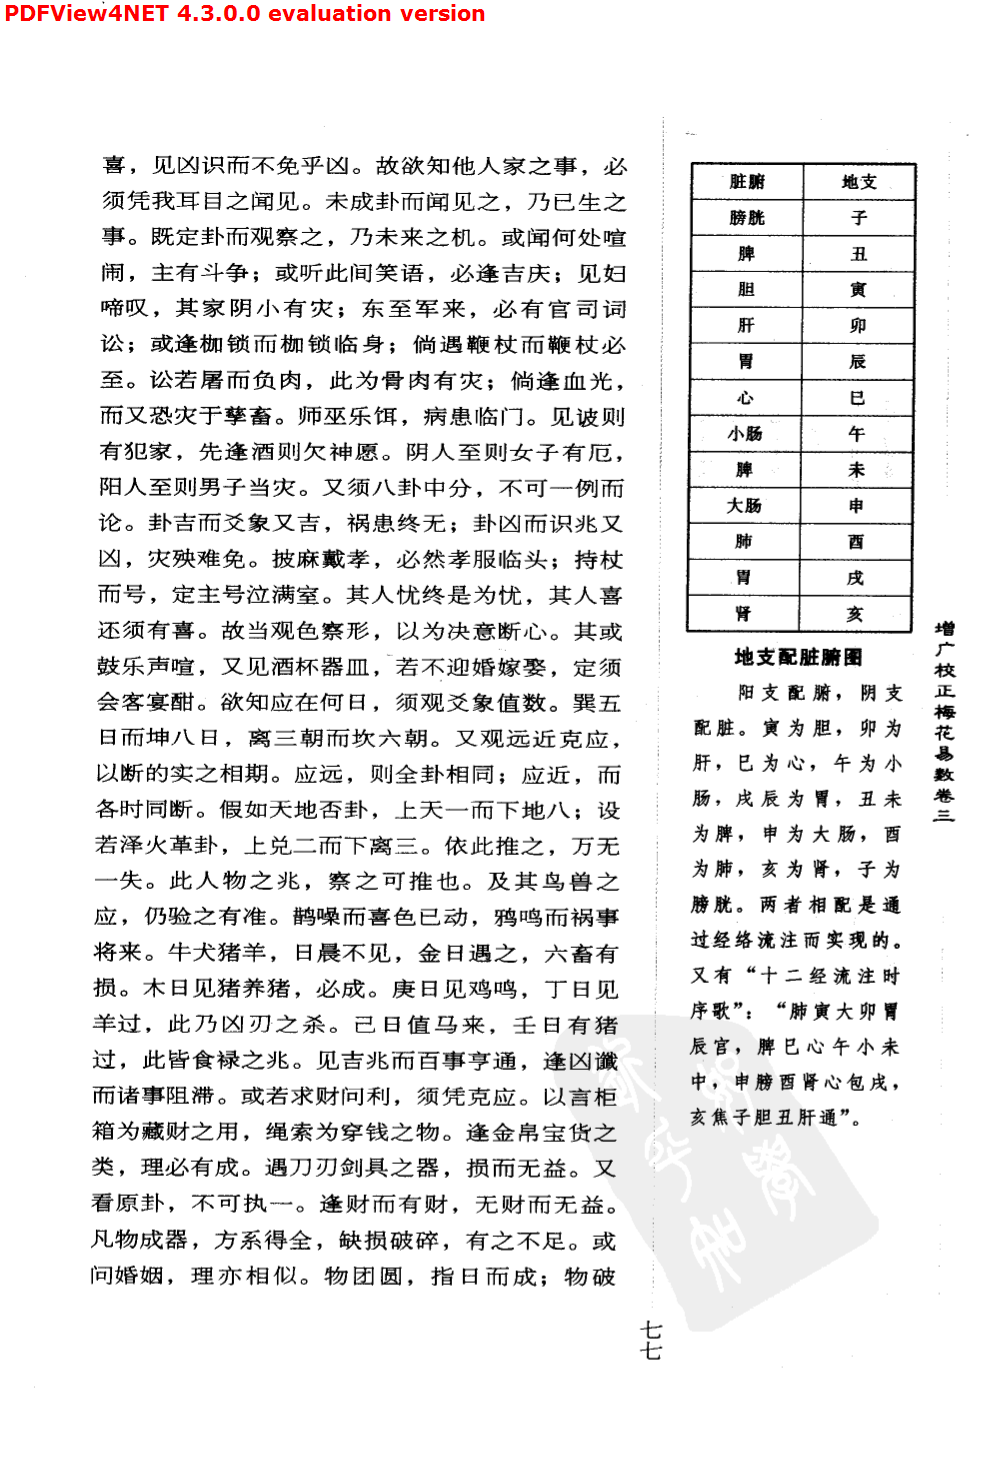 PDFView4NET 4.3.0.0 evaluation version
喜，见凶识而不免乎凶。故欲知他人家之事，必
须凭我耳目之闻见。未成卦而闻见之，乃已生之
事。既定卦而观察之，乃未来之机。或闻何处喧
闹，主有斗争；或听此间笑语，必逢吉庆；见妇
啼叹，其家阴小有灾；东至军来，必有官司词
讼；或逢枷锁而枷锁临身；倘遇鞭杖而鞭杖必
至。讼若屠而负肉，此为骨肉有灾；倘逢血光，
而又恐灾于孳畜。师巫乐饵，病患临门。见诐则
有犯家，先逢酒则欠神愿。阴人至则女子有厄，
阳人至则男子当灾。又须八卦中分，不可一例而
论。卦吉而爻象又吉，祸患终无；卦凶而识兆又
凶，灾殃难免。披麻戴孝，必然孝服临头；持杖
而号，定主号泣满室。其人忧终是为忧，其人喜
还须有喜。故当观色察形，以为决意断心。其或
鼓乐声喧，又见酒杯器皿，若不迎婚嫁娶，定须
会客宴酣。欲知应在何日，须观爻象值数。巽五
日而坤八日，离三朝而坎六朝。又观远近克应，
以断的实之相期。应远，则全卦相同；应近，而
各时同断。假如天地否卦，上天一而下地八；设
若泽火革卦，上兑二而下离三。依此推之，万无
一失。此人物之兆，察之可推也。及其鸟兽之
应，仍验之有准。鹊噪而喜色已动，鸦鸣而祸事
将来。牛犬猪羊，日晨不见，金日遇之，六畜有
损。木日见猪养猪，必成。庚日见鸡鸣，丁日见
羊过，此乃凶刃之杀。己日值马来，壬日有猪
过，此皆食禄之兆。见吉兆而百事亨通，逢凶谶
而诸事阻滞。或若求财问利，须凭克应。以言柜
箱为藏财之用，绳索为穿钱之物。逢金帛宝货之
类，理必有成。遇刀刃剑具之器，损而无益。又
看原卦，不可执一。逢财而有财，无财而无益。
凡物成器，方系得全，缺损破碎，有之不足。或
问婚姻，理亦相似。物团圆，指日而成；物破
脏腑 地支
膀胱 子
脾 丑
胆 寅
肝 卯
胃 辰
心 巳
小肠 午
脾 未
大肠 申
肺 酉
胃 戌
肾 亥
地支配脏腑图
阳支配腑，阴支
配脏。寅为胆，卯为
肝，巳为心，午为小
肠，戌辰为胃，丑未
为脾，申为大肠，酉
为肺，亥为肾，子为
膀胱。两者相配是通
过经络流注而实现的。
又有“十二经流注时
序歌”：“肺寅大卯胃
辰宫，脾巳心午小未
中，申膀酉肾心包戌，
亥焦子胆丑肝通”。
增广校正梅花易数卷三
七七